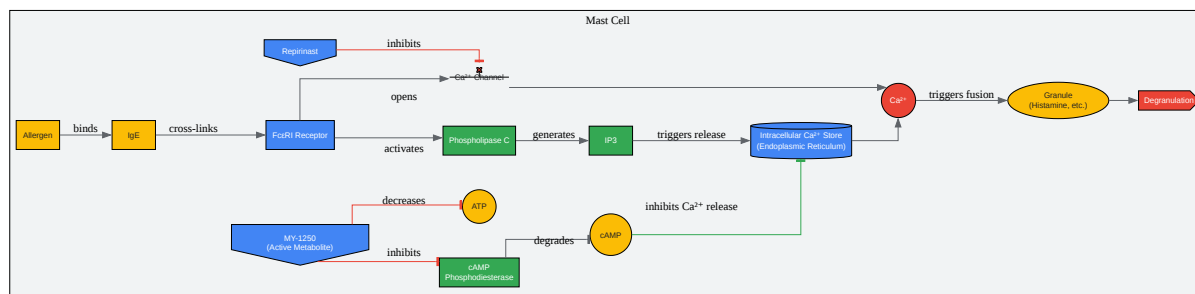 Mast Cell
Repirinast
inhibits
Ca²⁺ Channel
opens
Allergen
binds
IgE
cross-links
FcεRI Receptor
activates
Phospholipase C
generates
IP3
triggers release
Intracellular Ca²⁺ Store
(Endoplasmic Reticulum)
Ca²⁺
triggers fusion
Granule
(Histamine, etc.)
Degranulation
decreases
ATP
MY-1250
(Active Metabolite)
inhibits
cAMP
Phosphodiesterase
degrades
cAMP
inhibits Ca²⁺ release